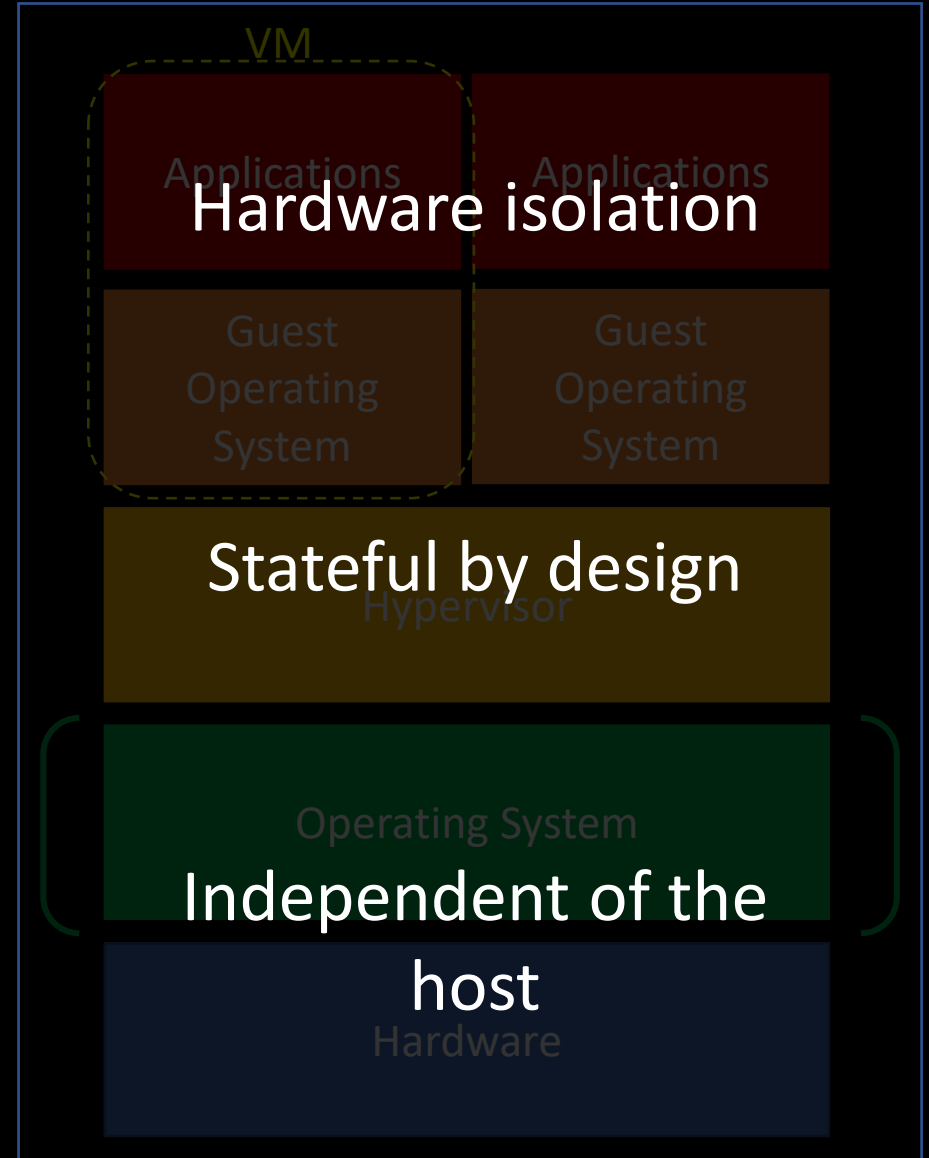 VM
Applications
Applications
Hardware isolation
Guest
Operating
System
Guest
Operating
System
Stateful by design
Hypervisor
Operating System
Independent of the
host
Hardware